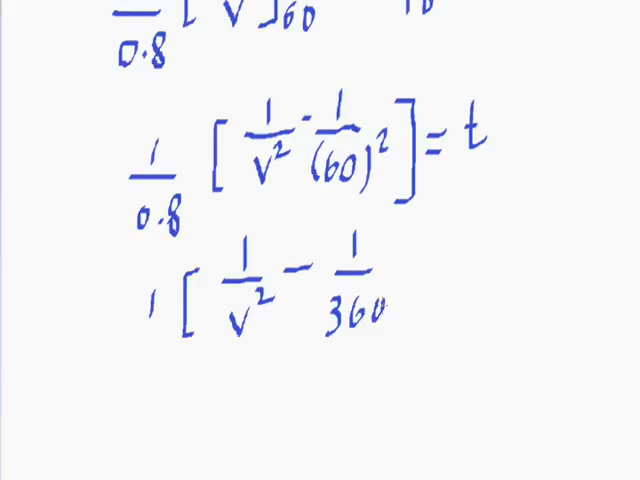 0.8 [ v ]60
1/0.8 [ 1/v² - 1/(60)² ] = t
1 [ 1/v² - 1/360